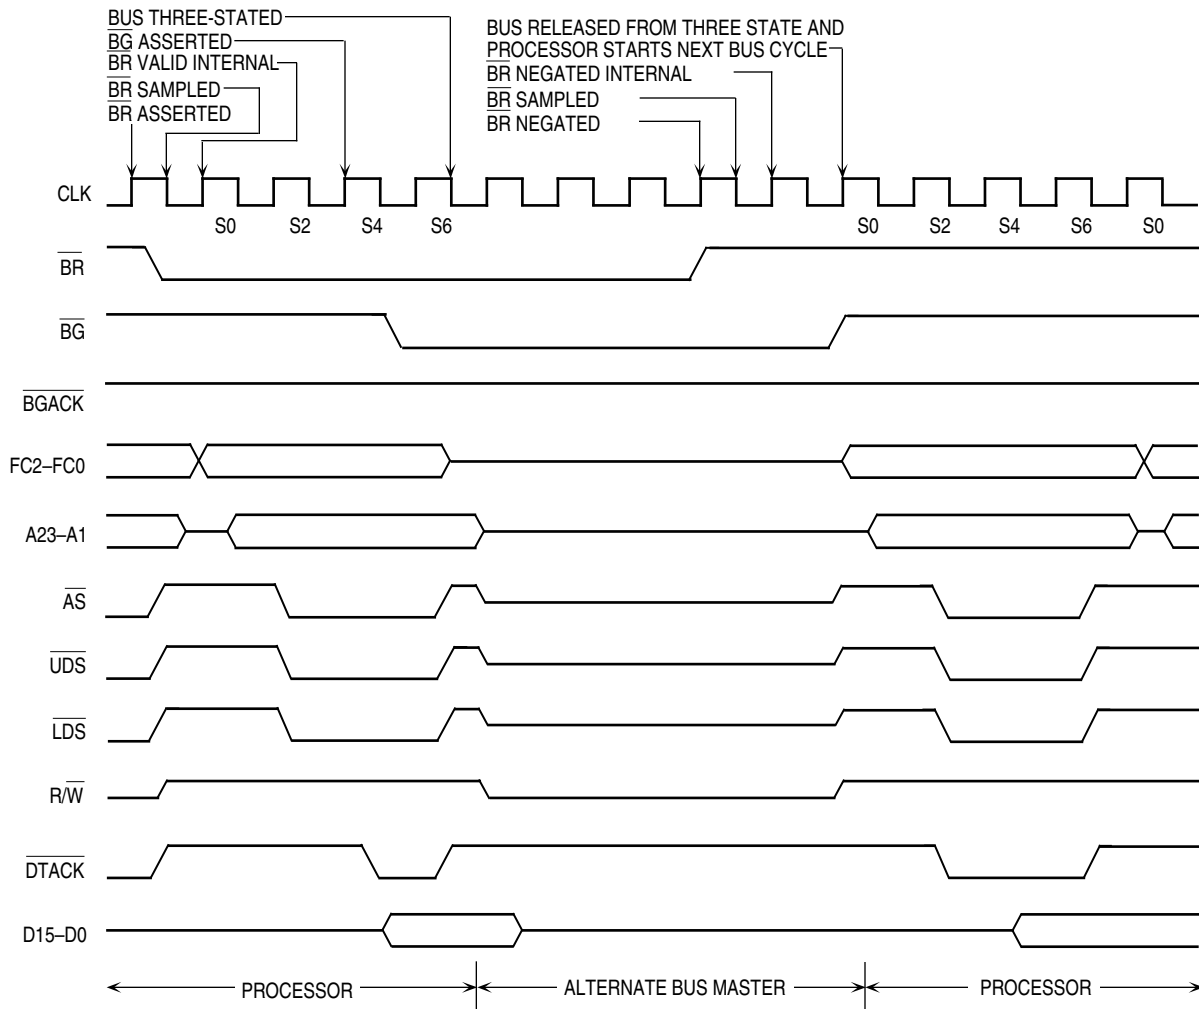 BUS THREE-STATED
BG ASSERTED
BR VALID INTERNAL
BR SAMPLED
BR ASSERTED
BUS RELEASED FROM THREE STATE AND
PROCESSOR STARTS NEXT BUS CYCLE
BR NEGATED INTERNAL
BR SAMPLED
BR NEGATED
CLK
S0 S2 S4 S6 S0 S2 S4 S6 S0
BR
BG
BGACK
FC2–FC0
A23–A1
AS
UDS
LDS
R/W
DTACK
D15–D0
PROCESSOR ALTERNATE BUS MASTER PROCESSOR